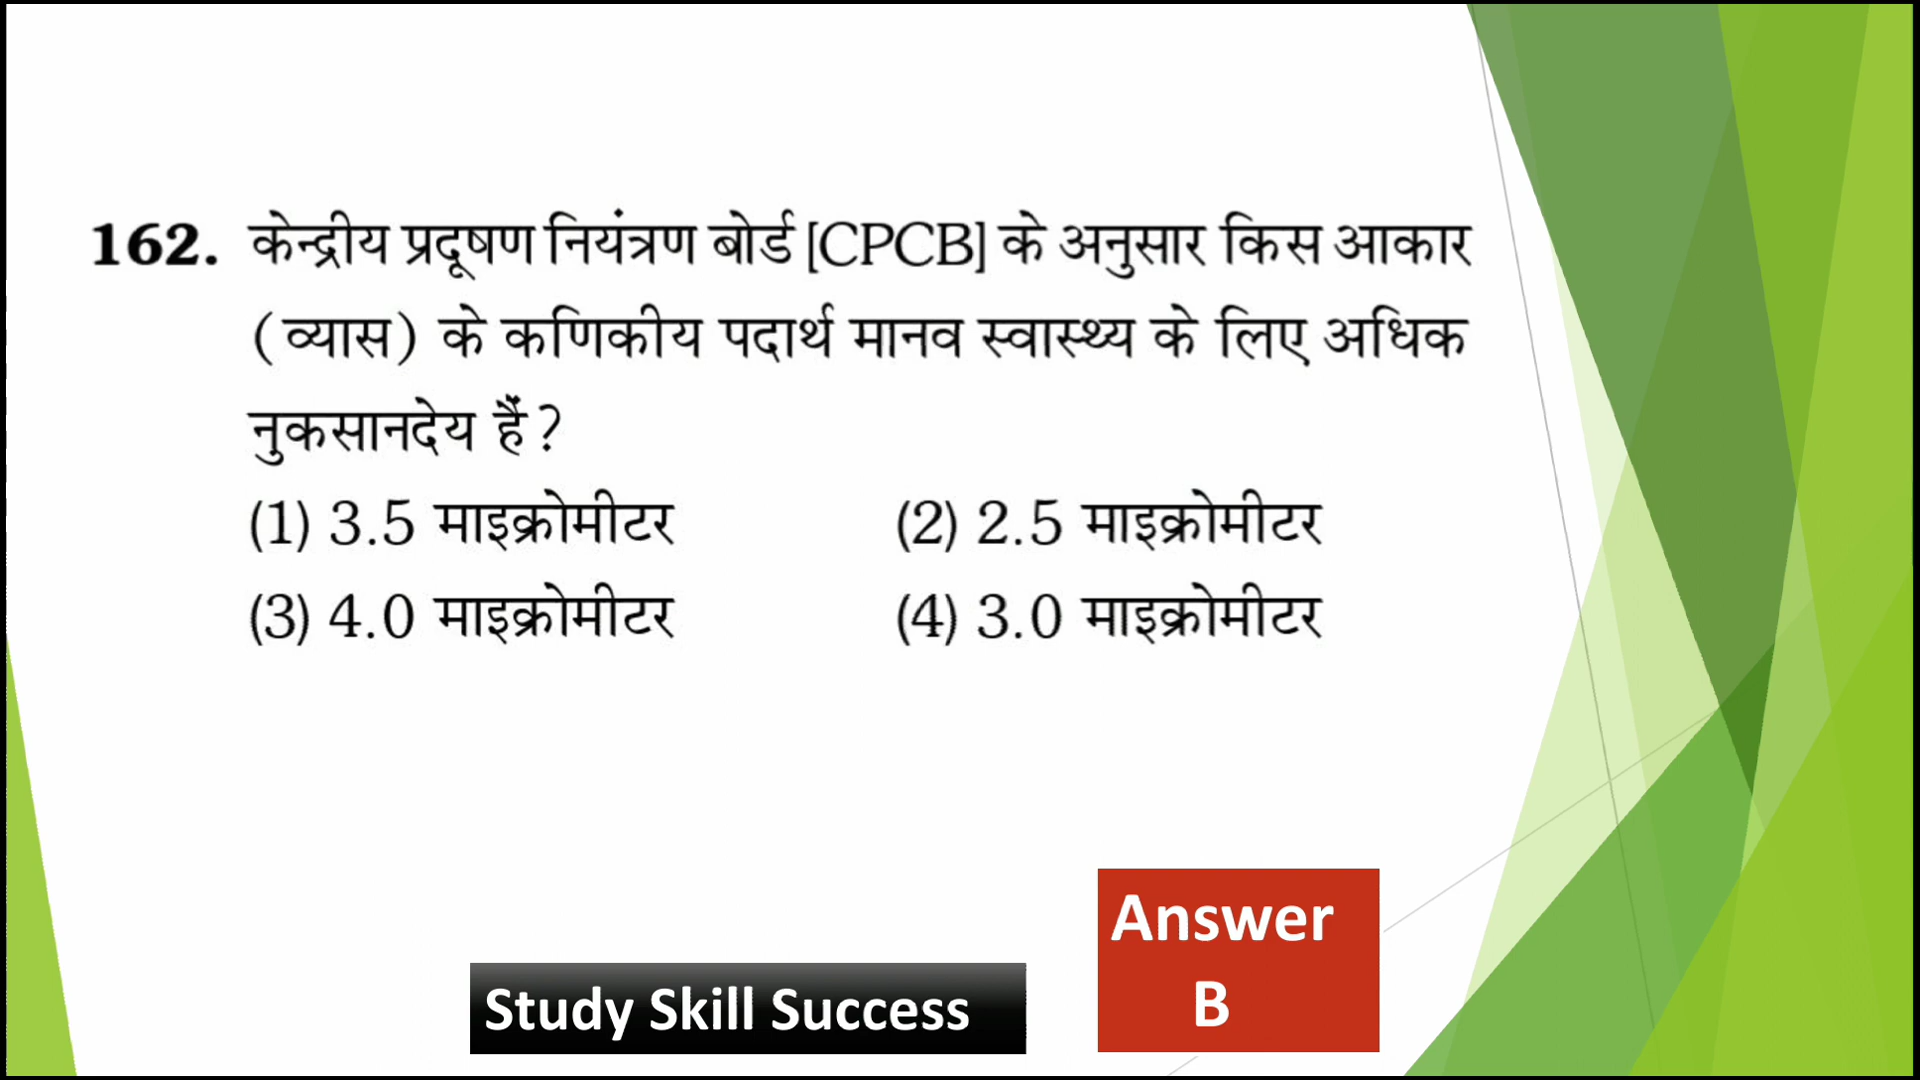 162. केन्द्रीय प्रदूषण नियंत्रण बोर्ड [CPCB] के अनुसार किस आकार
(व्यास) के कणिकीय पदार्थ मानव स्वास्थ्य के लिए अधिक
नुकसानदेय हैं?
(1) 3.5 माइक्रोमीटर (2) 2.5 माइक्रोमीटर
(3) 4.0 माइक्रोमीटर (4) 3.0 माइक्रोमीटर
Answer
B
Study Skill Success